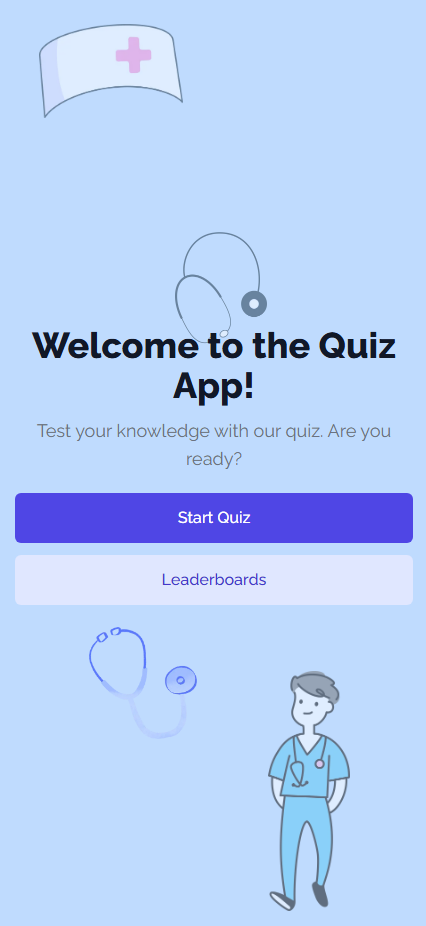 Welcome to the Quiz
App!
Test your knowledge with our quiz. Are you
ready?
Start Quiz
Leaderboards